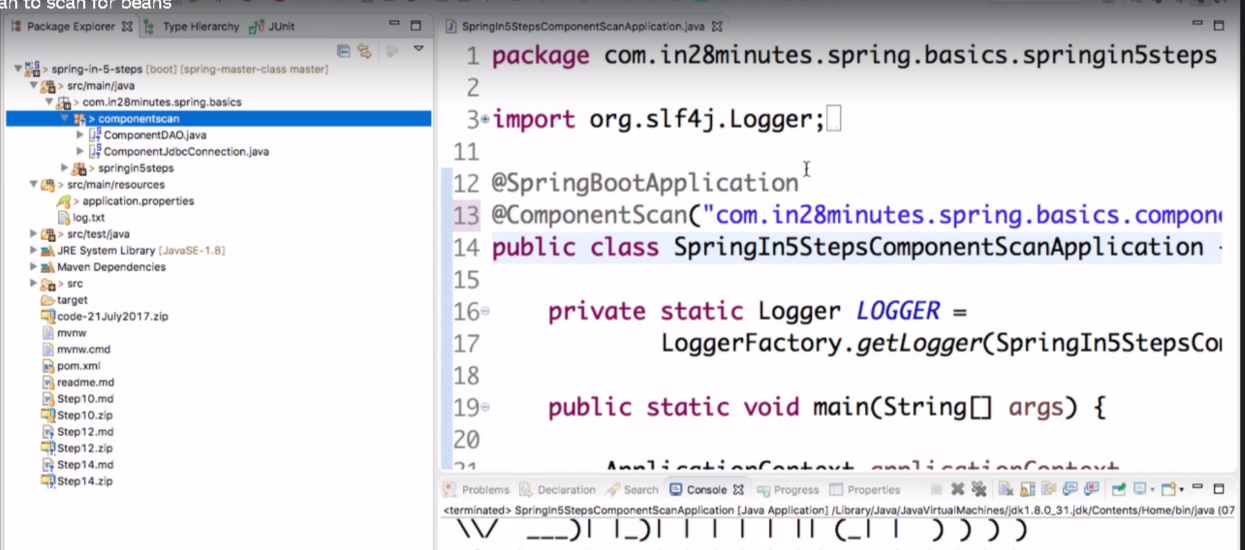 an to scan for beans
Package Explorer Type Hierarchy JUnit
SpringIn5StepsComponentScanApplication.java
> spring-in-5-steps [boot] [spring-master-class master]
> src/main/java
> com.in28minutes.spring.basics
> componentscan
> ComponentDAO.java
> ComponentJdbcConnection.java
> springin5steps
> src/main/resources
> application.properties
log.txt
> src/test/java
JRE System Library [JavaSE-1.8]
Maven Dependencies
> src
target
code-21July2017.zip
mvnw
mvnw.cmd
pom.xml
readme.md
Step10.md
Step10.zip
Step12.md
Step12.zip
Step14.md
Step14.zip
1 package com.in28minutes.spring.basics.springin5steps
2
3 import org.slf4j.Logger;
11
12 @SpringBootApplication
13 @ComponentScan("com.in28minutes.spring.basics.compone
14 public class SpringIn5StepsComponentScanApplication
15
16 private static Logger LOGGER =
17 LoggerFactory.getLogger(SpringIn5StepsCo
18
19 public static void main(String[] args) {
20
21 ApplicationContext applicationContext
Problems Declaration Search Console Progress Properties
<terminated> SpringIn5StepsComponentScanApplication [Java Application] /Library/Java/JavaVirtualMachines/jdk1.8.0_31.jdk/Contents/Home/bin/java (07